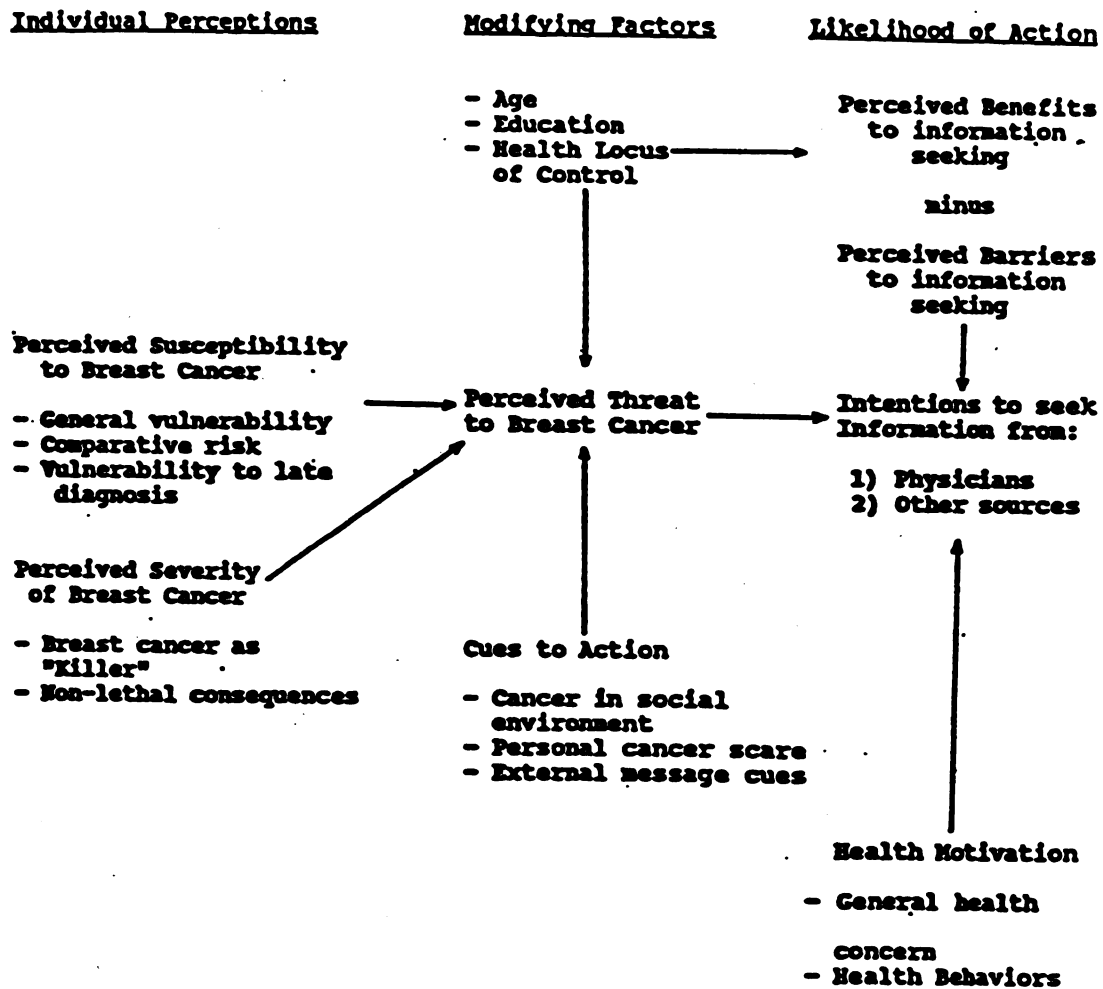 Individual Perceptions
Modifying Factors
Likelihood of Action
- Age
- Education
- Health Locus
of Control
Perceived Benefits
to information
seeking
minus
Perceived Barriers
to information
seeking
Perceived Susceptibility
to Breast Cancer
- General vulnerability
- Comparative risk
- Vulnerability to late
diagnosis
Perceived Severity
of Breast Cancer
- Breast cancer as
"Killer"
- Non-lethal consequences
Perceived Threat
to Breast Cancer
Cues to Action
- Cancer in social
environment
- Personal cancer scare
- External message cues
Intentions to seek
Information from:
1) Physicians
2) Other sources
Health Motivation
- General health
concern
- Health Behaviors